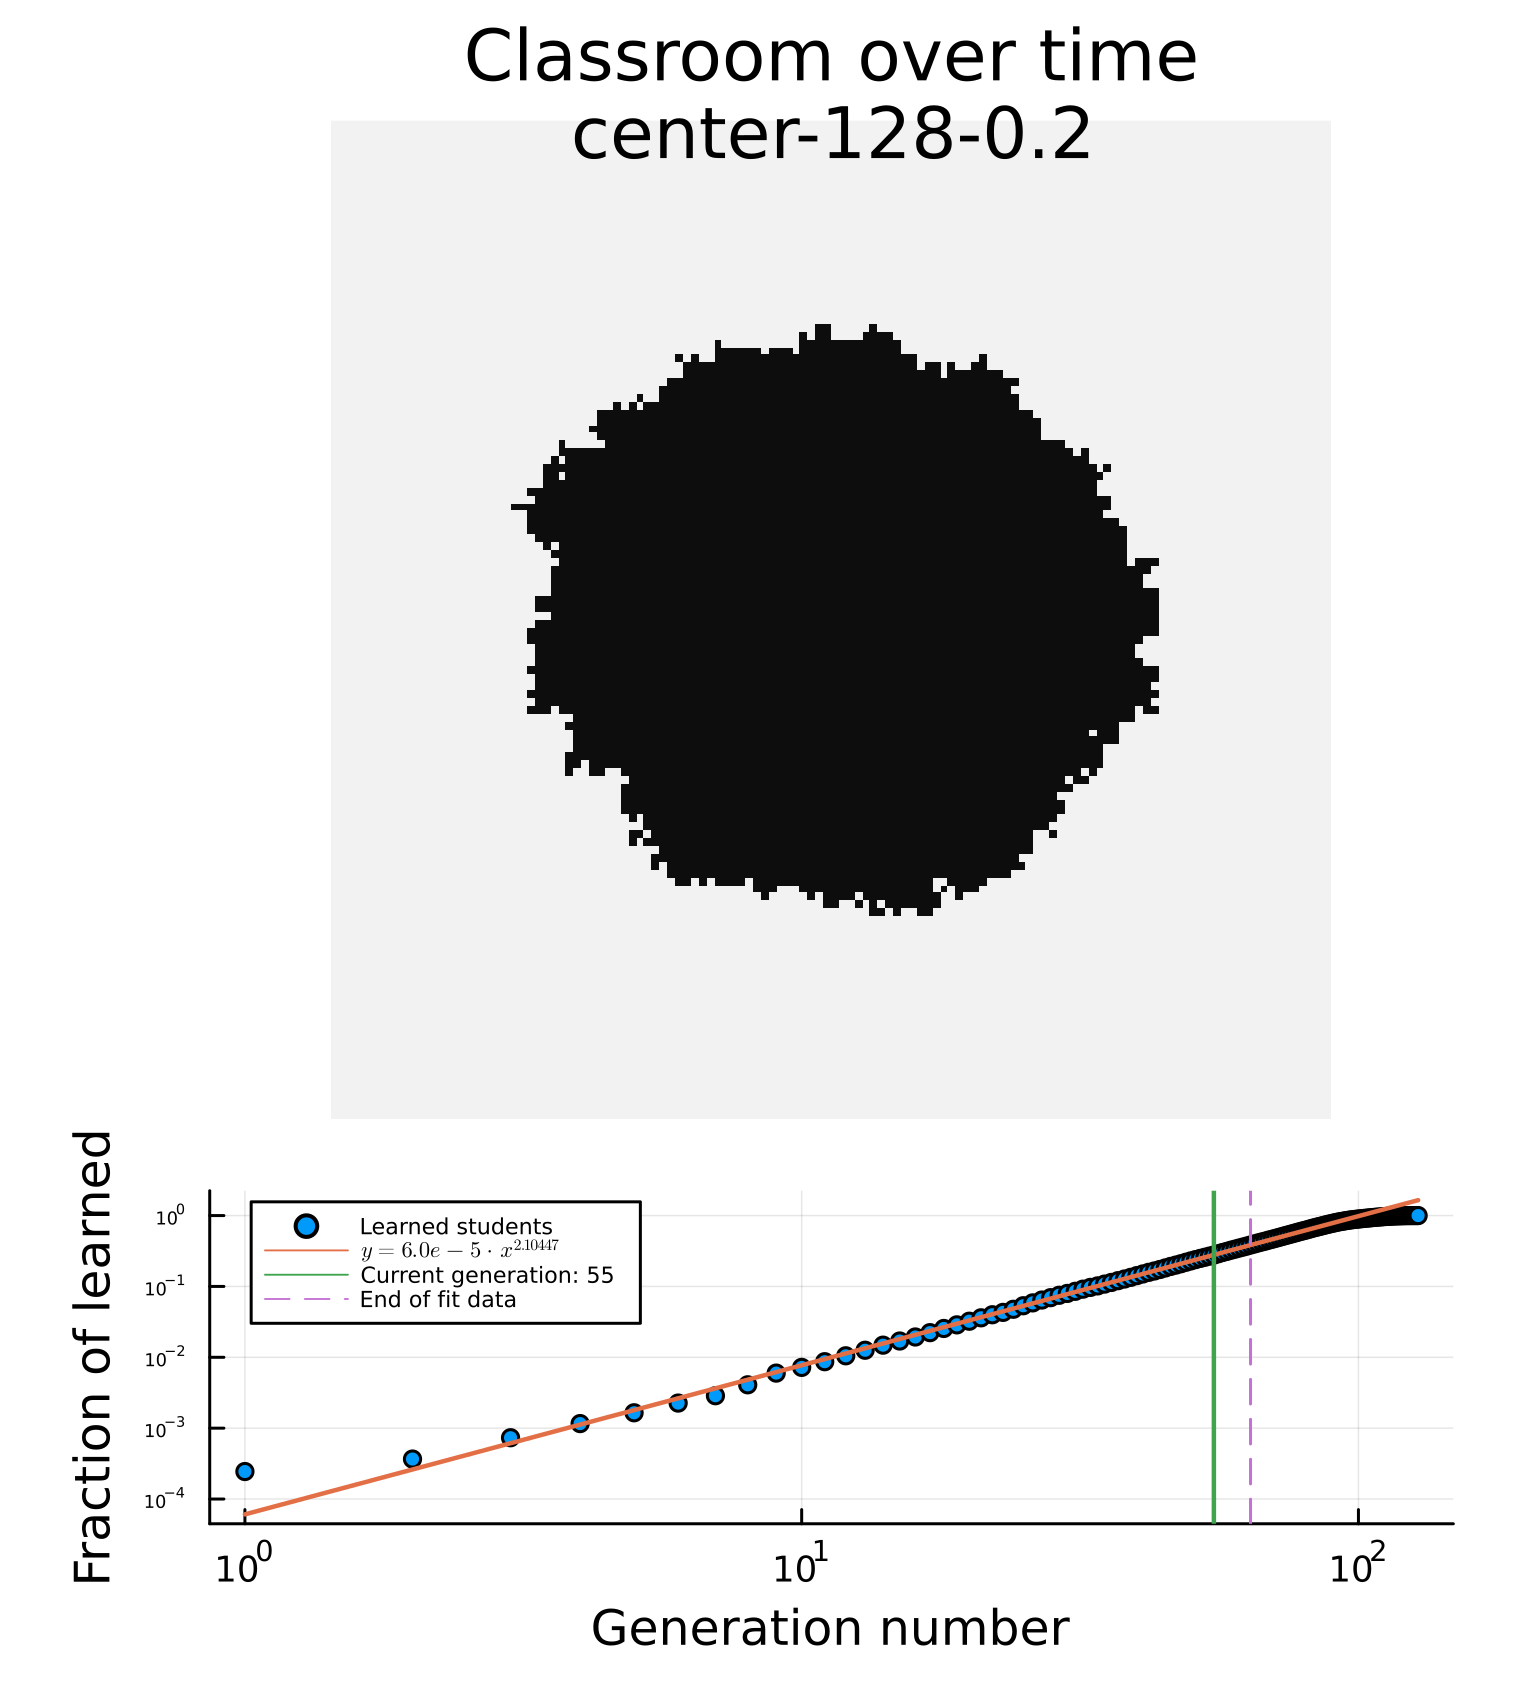 Classroom over time
center-128-0.2
Fraction of learned
10⁰
10⁻¹
10⁻²
10⁻³
10⁻⁴
Learned students
y = 6.0e − 5 · x^2.10447
Current generation: 55
End of fit data
10⁰ 10¹ 10²
Generation number